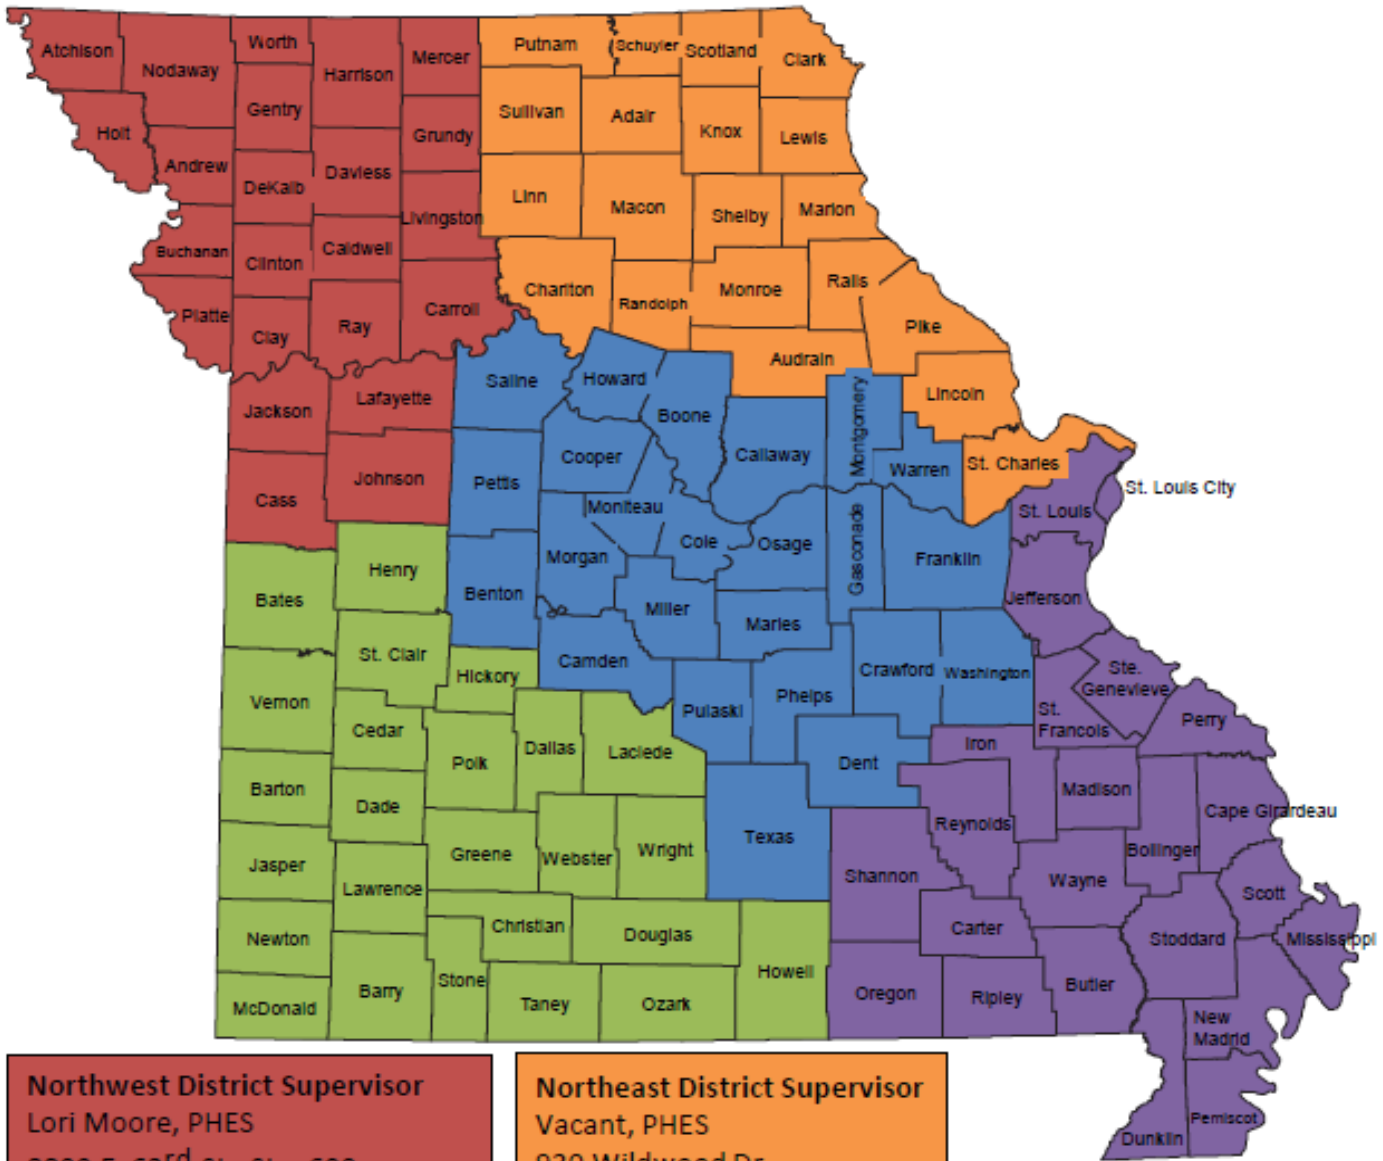 Atchison
Nodaway
Worth
Harrison
Mercer
Putnam
Schuyler
Scotland
Clark
Holt
Gentry
Grundy
Sullivan
Adair
Knox
Lewis
Andrew
DeKalb
Daviess
Livingston
Linn
Macon
Shelby
Marion
Buchanan
Clinton
Caldwell
Carroll
Chariton
Randolph
Monroe
Ralls
Pike
Platte
Clay
Ray
Saline
Howard
Boone
Audrain
Lincoln
Jackson
Lafayette
Cooper
Callaway
Montgomery
Warren
St. Charles
St. Louis City
Cass
Johnson
Pettis
Moniteau
Cole
Osage
Gasconade
Franklin
St. Louis
Bates
Henry
Benton
Morgan
Miller
Maries
Jefferson
St. Clair
Hickory
Camden
Pulaski
Phelps
Crawford
Washington
St.
Francois
Ste.
Genevieve
Perry
Vernon
Cedar
Polk
Dallas
Laclede
Dent
Iron
Madison
Cape Girardeau
Barton
Dade
Greene
Webster
Wright
Texas
Shannon
Reynolds
Wayne
Bollinger
Scott
Jasper
Lawrence
Christian
Douglas
Howell
Carter
Stoddard
Mississippi
Newton
McDonald
Barry
Stone
Taney
Ozark
Oregon
Ripley
Butler
New
Madrid
Dunklin
Pemiscot
Northwest District Supervisor
Lori Moore, PHES
Northeast District Supervisor
Vacant, PHES